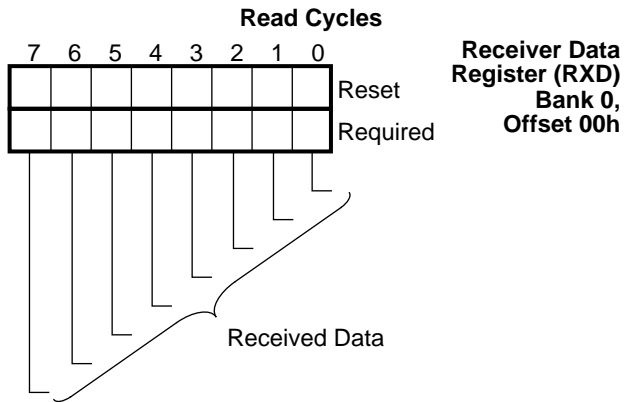 Read Cycles
7 6 5 4 3 2 1 0
Reset
Required
Receiver Data
Register (RXD)
Bank 0,
Offset 00h
Received Data